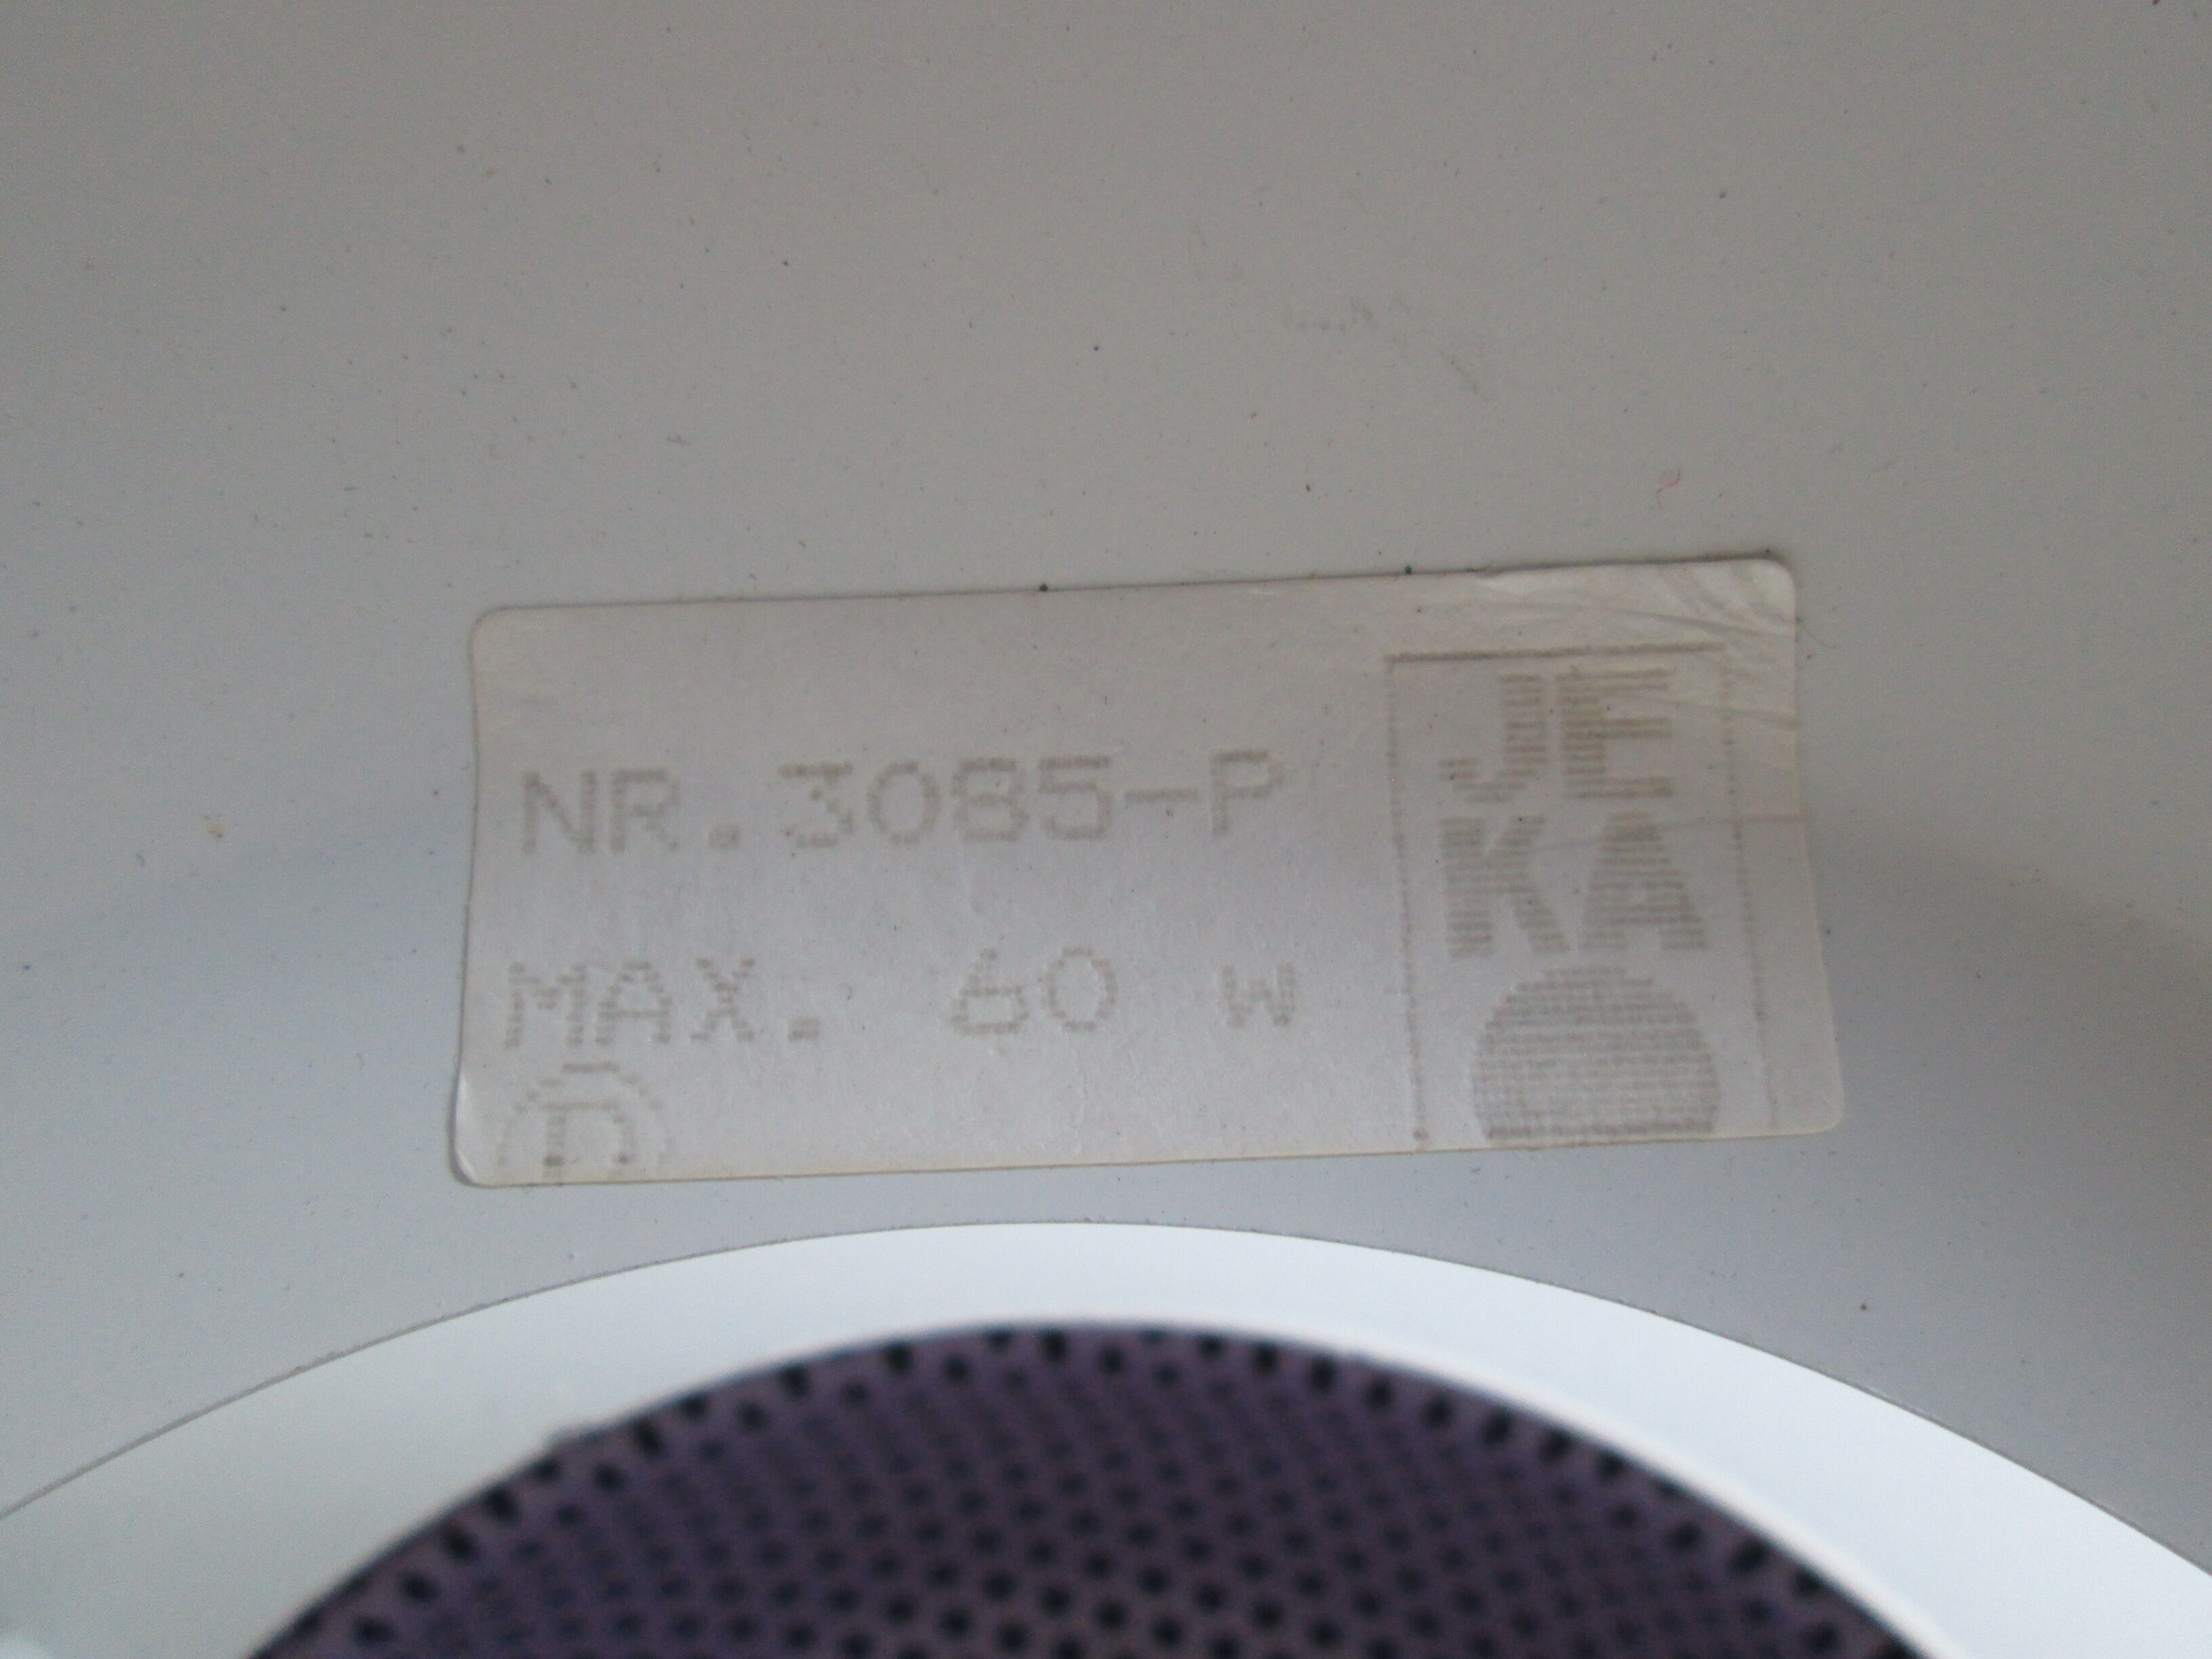 NR.3085-P
MAX. 60 W
JE
KA